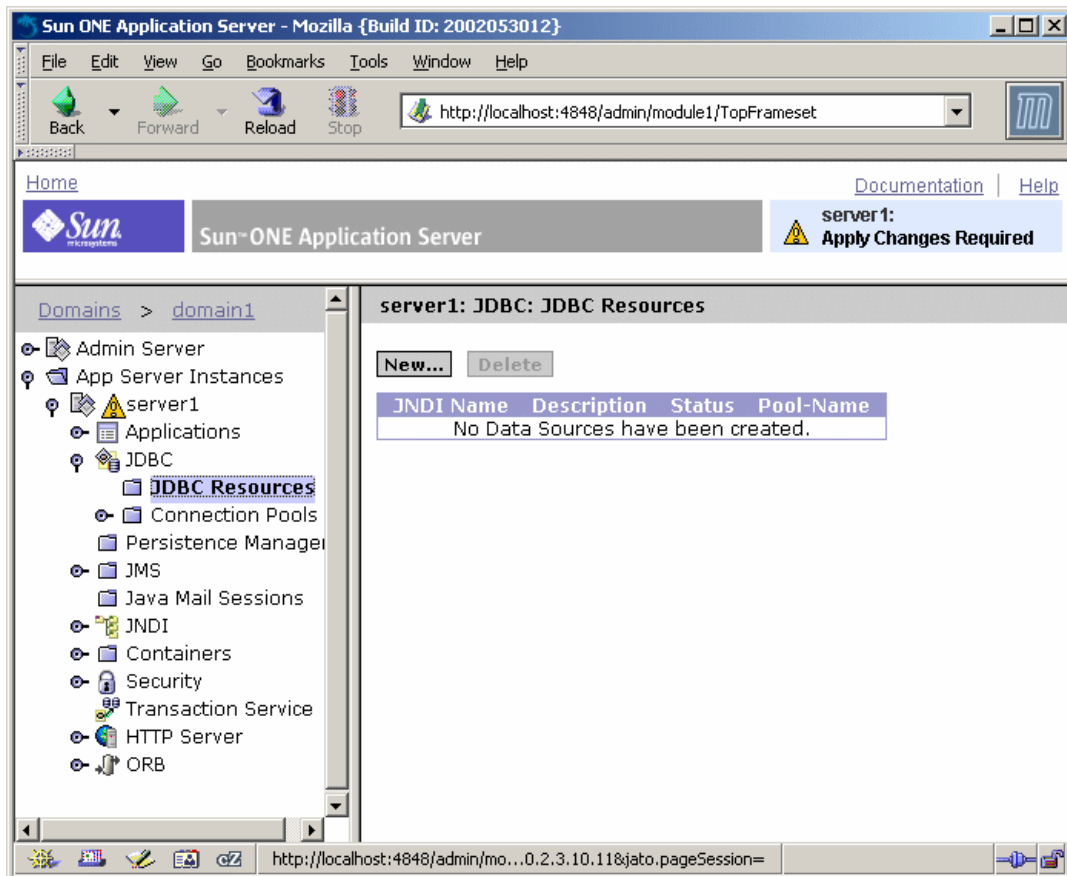 Sun ONE Application Server - Mozilla {Build ID: 2002053012}
File Edit View Go Bookmarks Tools Window Help
Back Forward Reload Stop http://localhost:4848/admin/module1/TopFrameset
Home
Documentation | Help
Sun microsystems
Sun™ ONE Application Server
server1:
Apply Changes Required
Domains > domain1
Admin Server
App Server Instances
server1
Applications
JDBC
JDBC Resources
Connection Pools
Persistence Manager
JMS
Java Mail Sessions
JNDI
Containers
Security
Transaction Service
HTTP Server
ORB
server1: JDBC: JDBC Resources
New... Delete
JNDI Name Description Status Pool-Name
No Data Sources have been created.
http://localhost:4848/admin/mo...0.2.3.10.11&jato.pageSession=